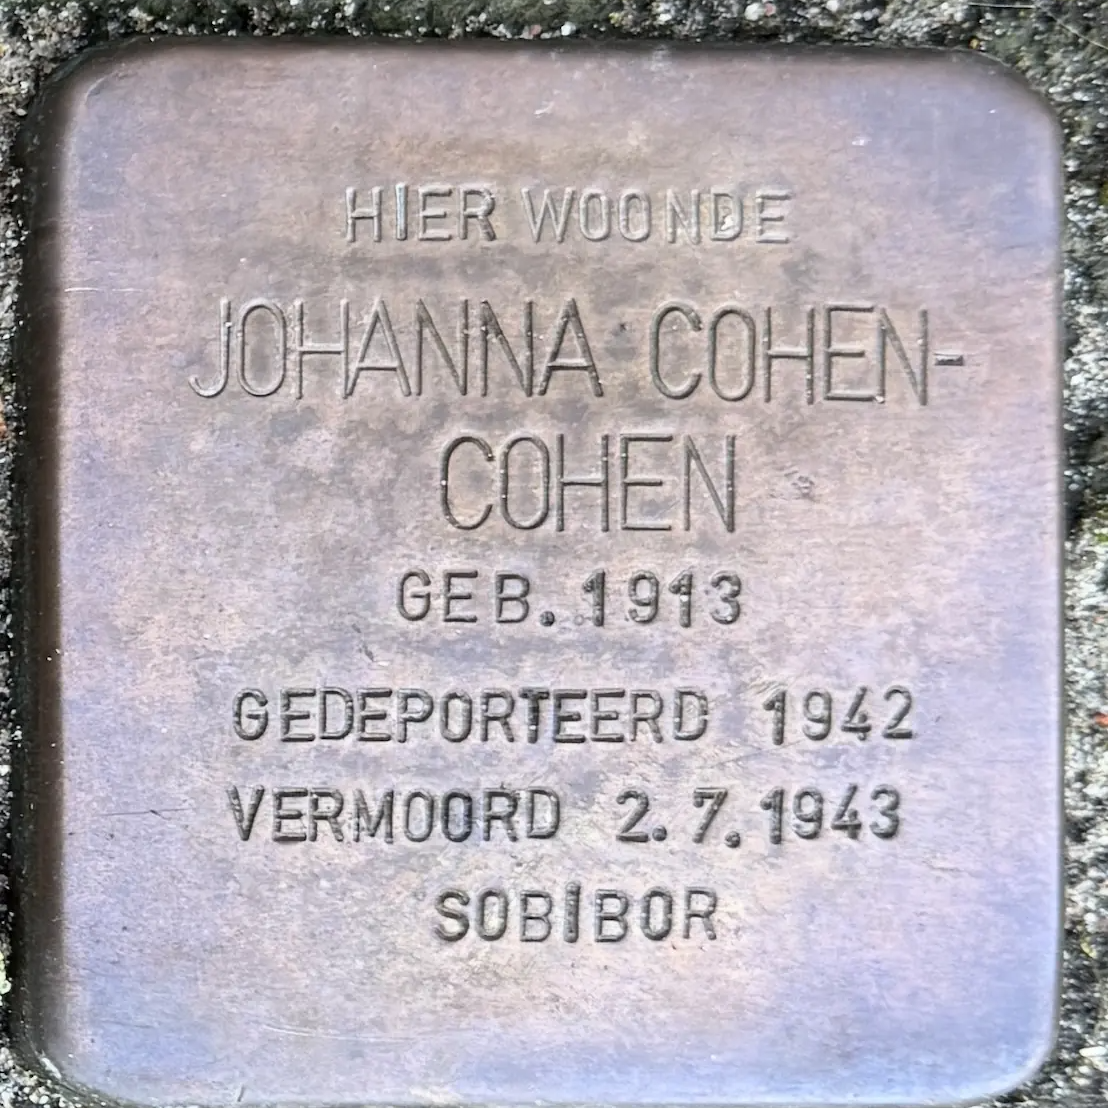 HIER WOONDE
JOHANNA COHEN-
COHEN
GEB. 1913
GEDEPORTEERD 1942
VERMOORD 2.7.1943
SOBIBOR